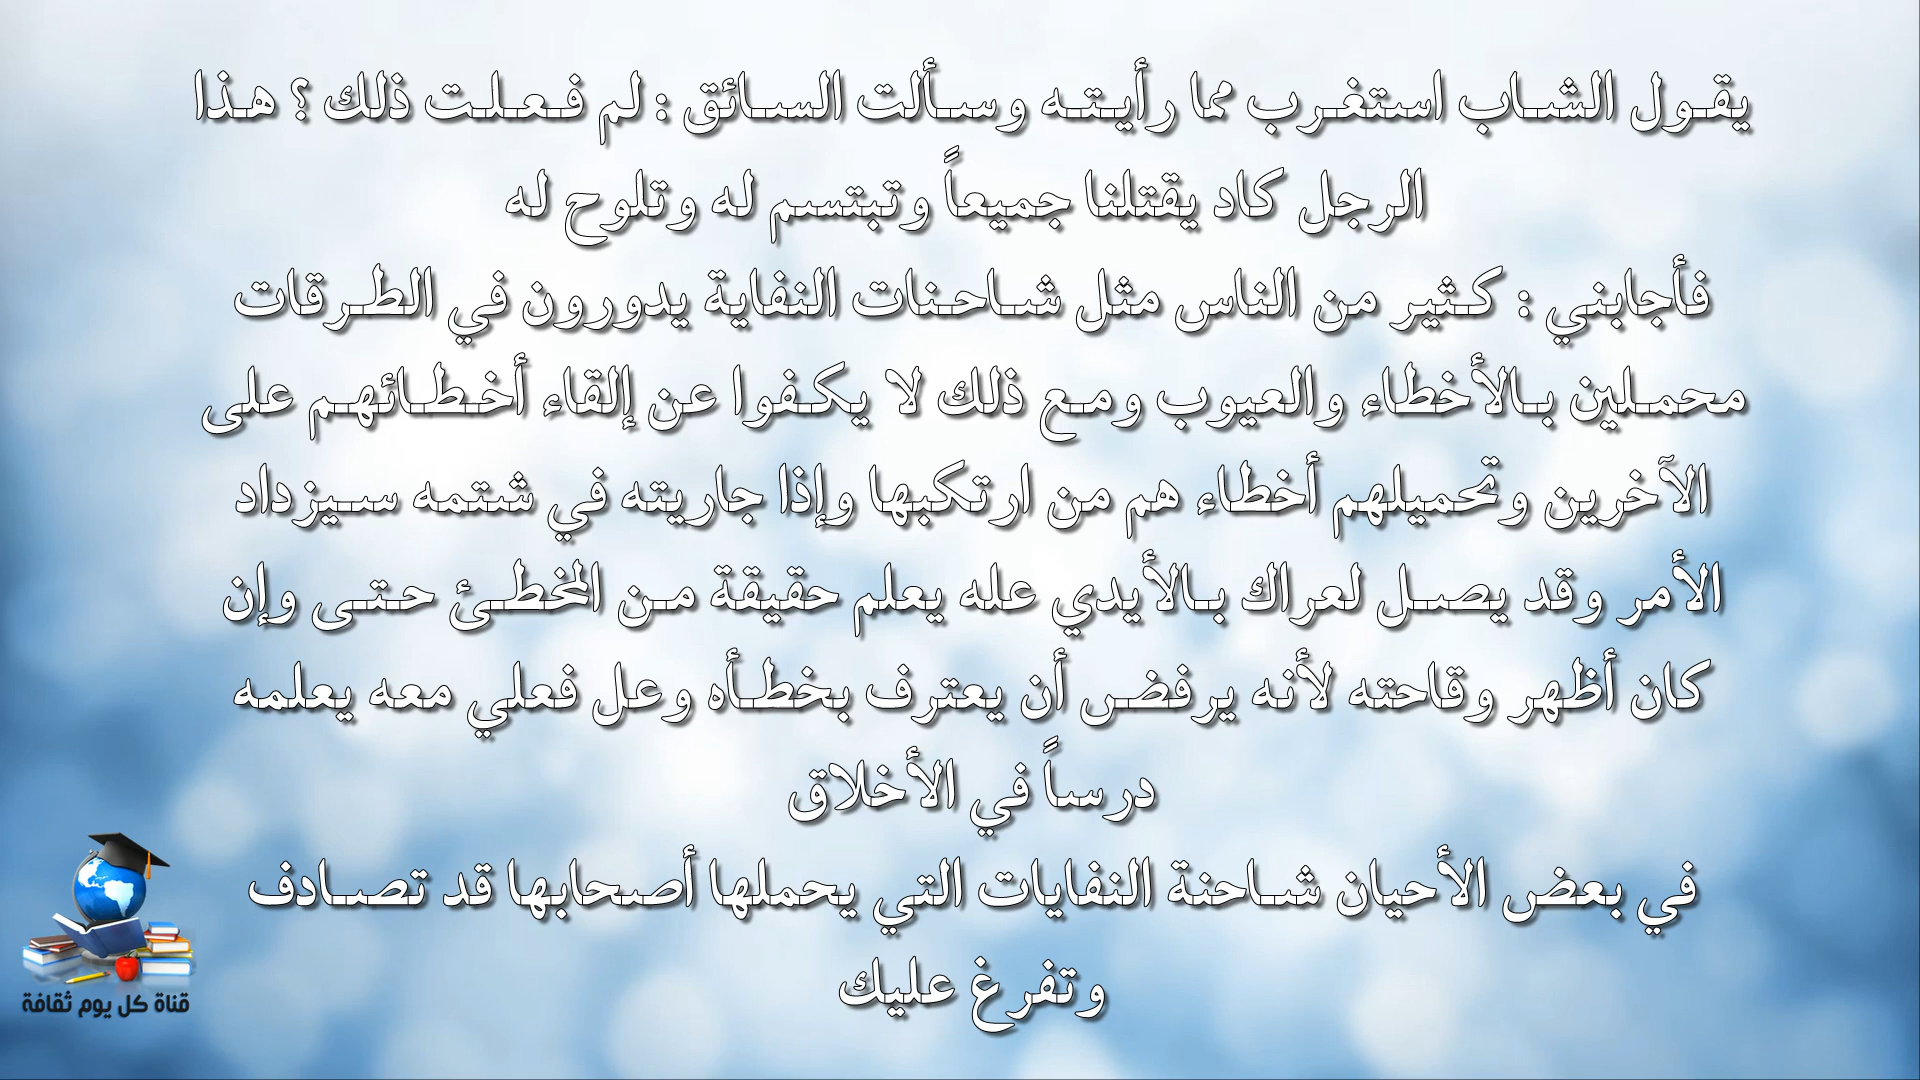 يقول الشاب استغرب مما رأيته وسألت السائق : لم فعلت ذلك ؟ هذا
الرجل كاد يقتلنا جميعاً وتبتسم له وتلوح له
فأجابني : كثير من الناس مثل شاحنات النفاية يدورون في الطرقات
محملين بالأخطاء والعيوب ومع ذلك لا يكفوا عن إلقاء أخطائهم على
الآخرين وتحميلهم أخطاء هم من ارتكبها وإذا جاريته في شتمه سيزداد
الأمر وقد يصل لعراك بالأيدي عله يعلم حقيقة من المخطئ حتى وإن
كان أظهر وقاحته لأنه يرفض أن يعترف بخطأه وعل فعلي معه يعلمه
درساً في الأخلاق
في بعض الأحيان شاحنة النفايات التي يحملها أصحابها قد تصادف
وتفرغ عليك
قناة كل يوم ثقافة